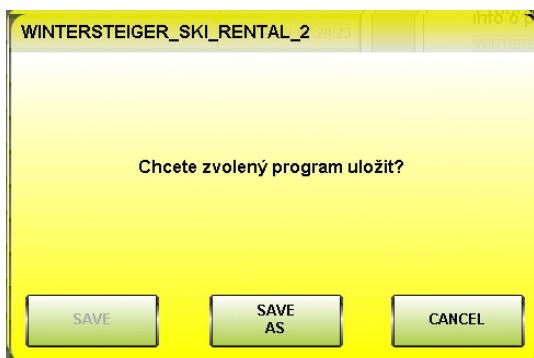 WINTERSTEIGER_SKI_RENTAL_2
Chcete zvolený program uložit?
SAVE
SAVE
AS
CANCEL